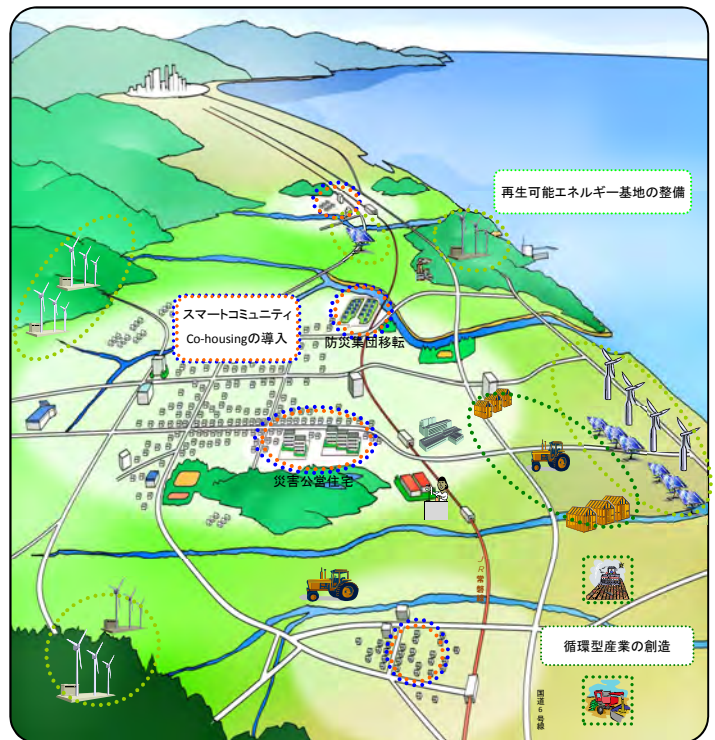 再生可能エネルギー基地の整備
スマートコミュニティ
Co-housingの導入
防災集団移転
災害公営住宅
JR常磐線
循環型産業の創造
国道6号線